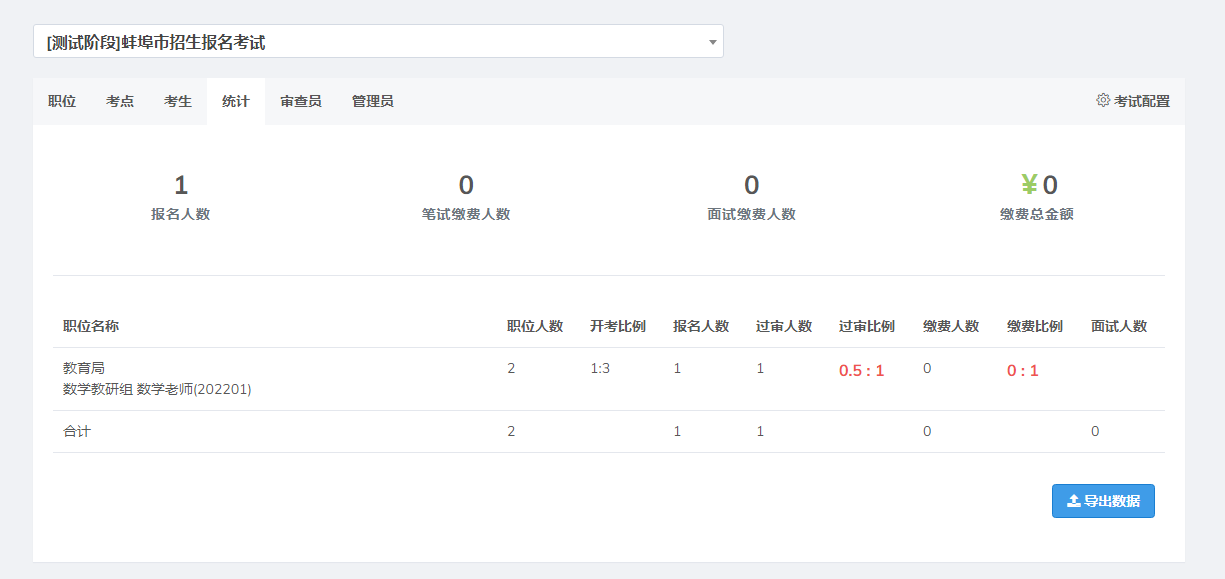 [测试阶段]蚌埠市招生报名考试
职位 考点 考生 统计 审查员 管理员 考试配置
1 0 0 ¥ 0
报名人数 笔试缴费人数 面试缴费人数 缴费总金额
职位名称 职位人数 开考比例 报名人数 过审人数 过审比例 缴费人数 缴费比例 面试人数
教育局 2 1:3 1 1 0.5 : 1 0 0 : 1
数学教研组 数学老师(202201)
合计 2 1 1 0 0
导出数据